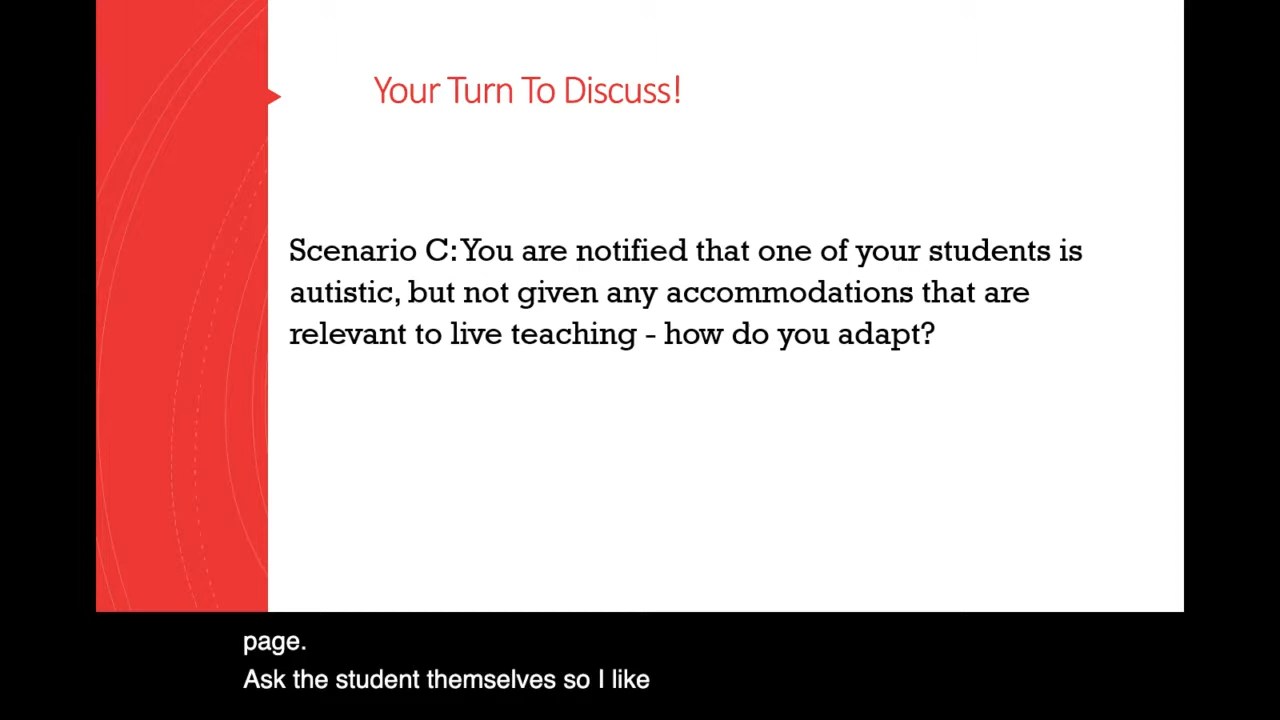 Your Turn To Discuss!
Scenario C: You are notified that one of your students is
autistic, but not given any accommodations that are
relevant to live teaching - how do you adapt?
page.
Ask the student themselves so I like